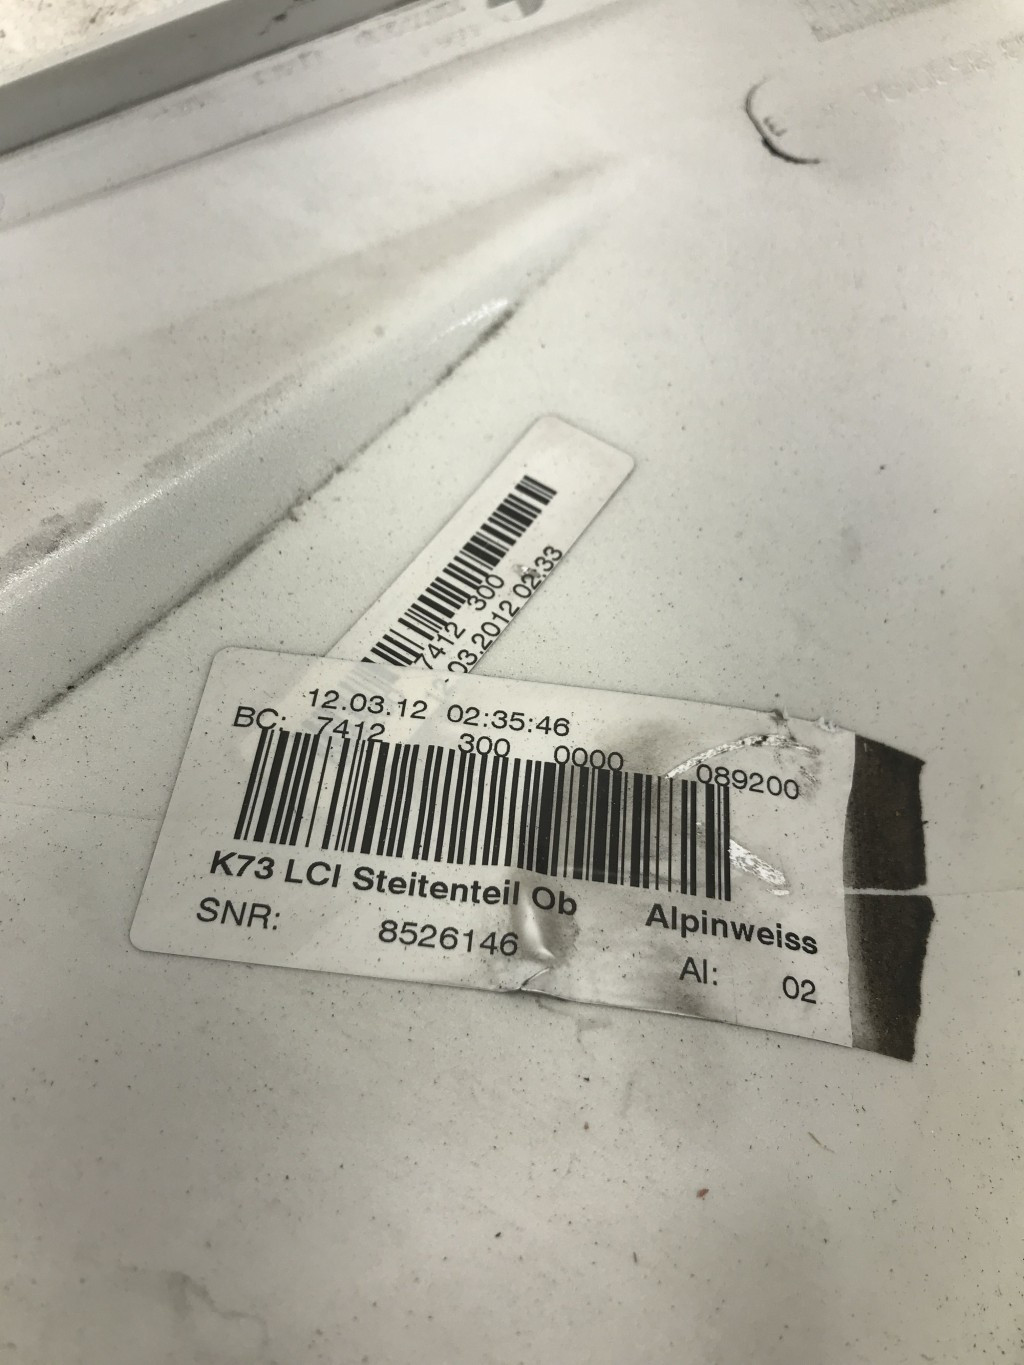 7412 300
.03.2012 02:33
12.03.12 02:35:46
BC: 7412 300 0000 089200
K73 LCI Steitenteil Ob Alpinweiss
SNR: 8526146 AI: 02